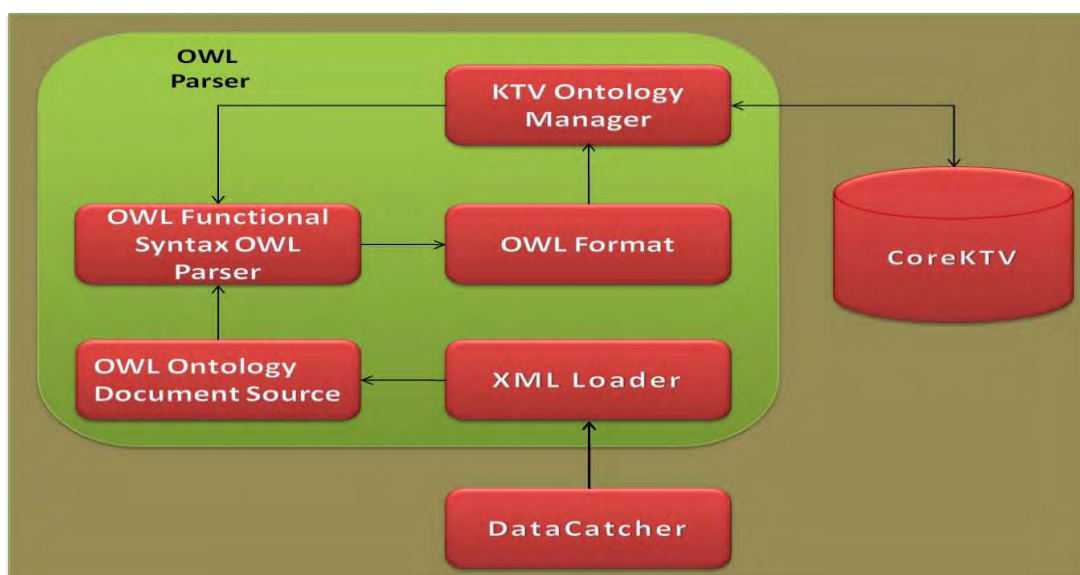 OWL
Parser
KTV Ontology
Manager
OWL Functional
Syntax OWL
Parser
OWL Format
CoreKTV
OWL Ontology
Document Source
XML Loader
DataCatcher